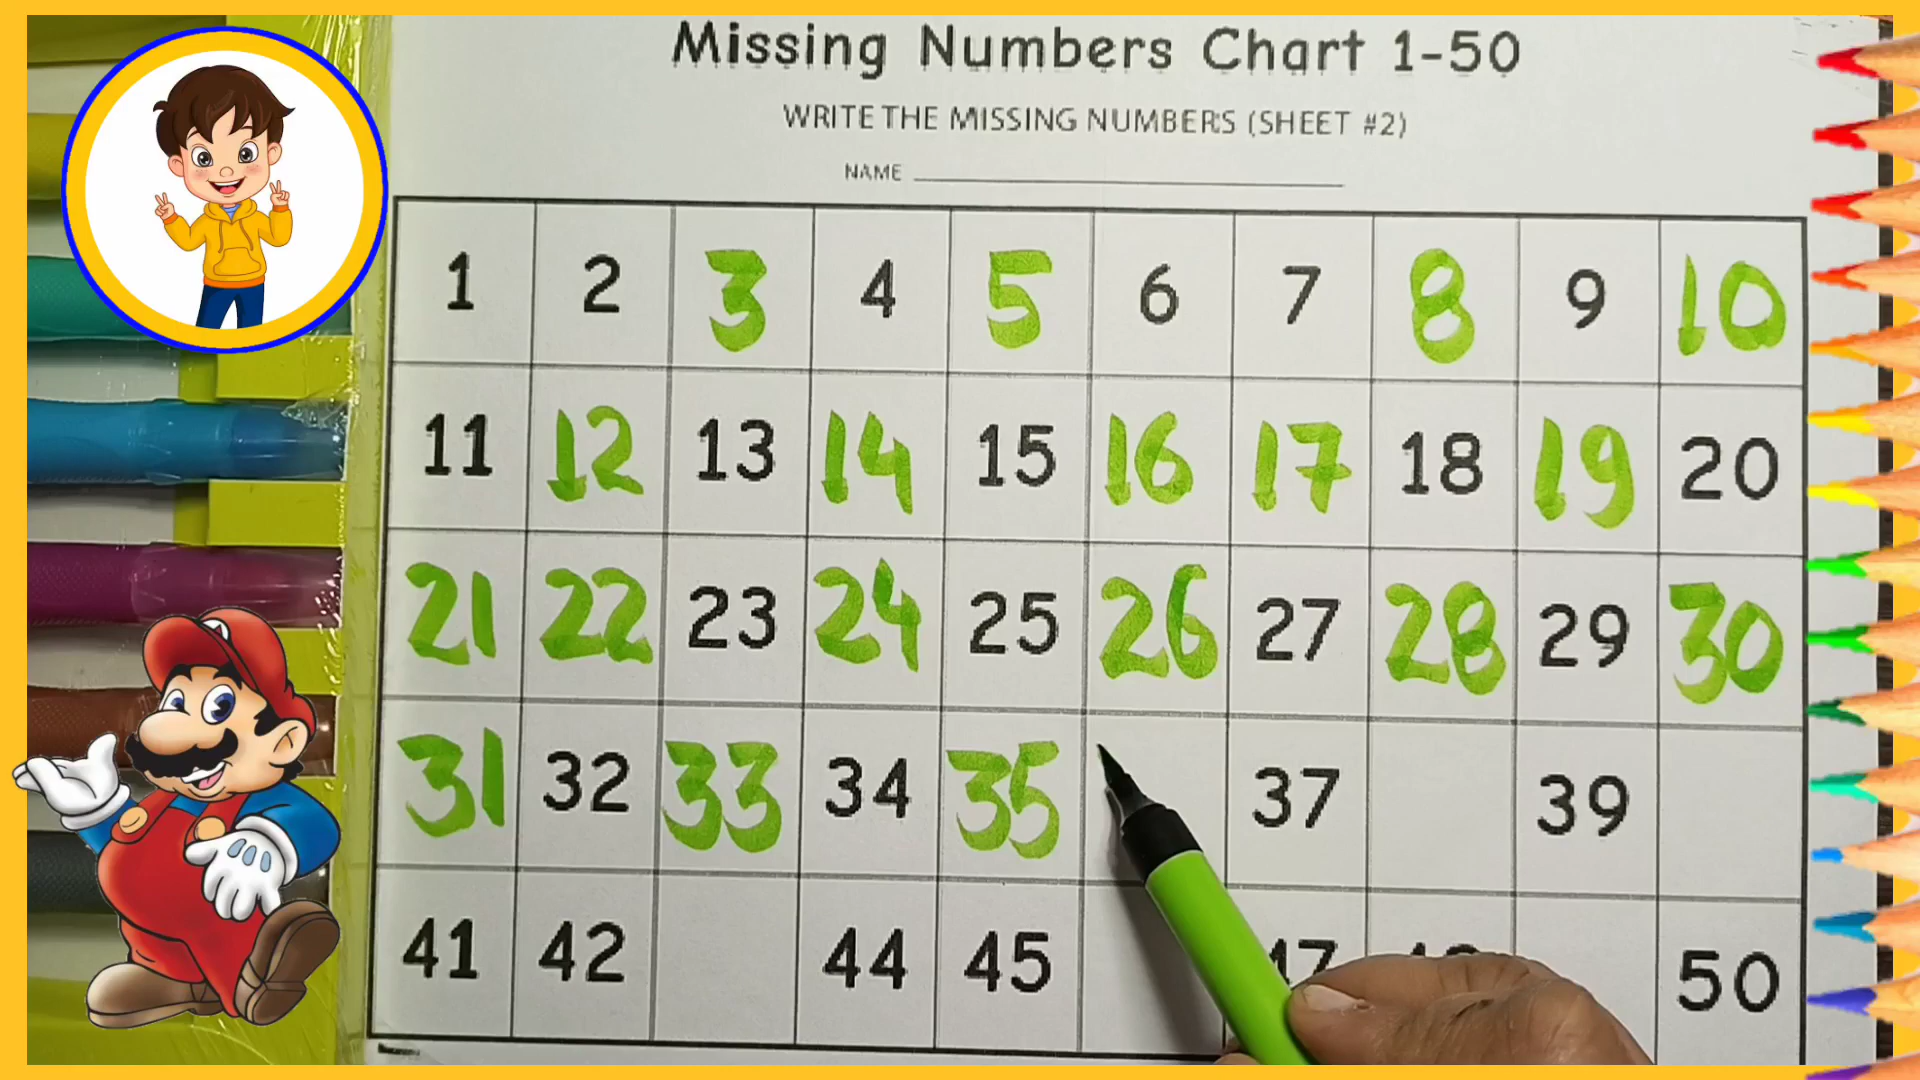 Missing Numbers Chart 1-50
WRITE THE MISSING NUMBERS (SHEET #2)
NAME
1 2 3 4 5 6 7 8 9 10
11 12 13 14 15 16 17 18 19 20
21 22 23 24 25 26 27 28 29 30
31 32 33 34 35 37 39
41 42 44 45 50